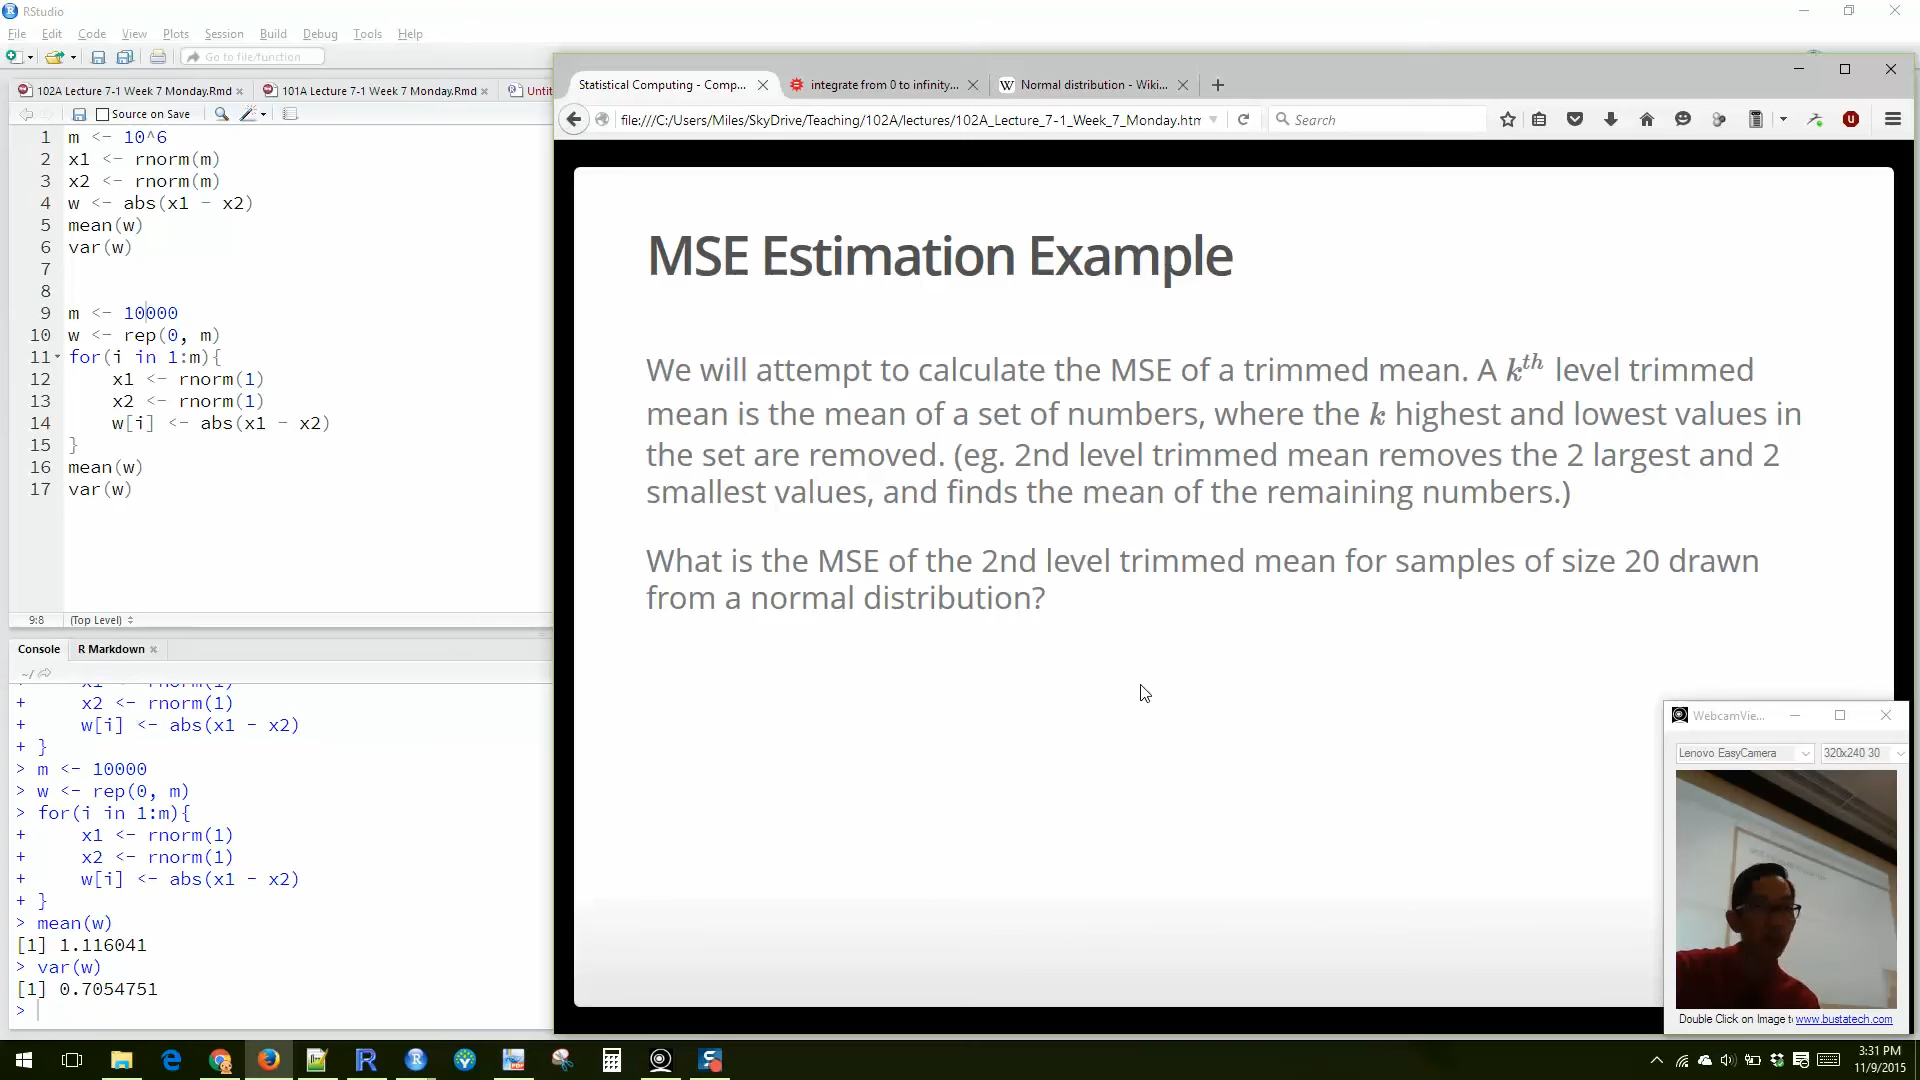 RStudio
File Edit Code View Plots Session Build Debug Tools Help
Go to file/function
102A Lecture 7-1 Week 7 Monday.Rmd 101A Lecture 7-1 Week 7 Monday.Rmd Untit
Source on Save
1 m <- 10^6
2 x1 <- rnorm(m)
3 x2 <- rnorm(m)
4 w <- abs(x1 - x2)
5 mean(w)
6 var(w)
7
8
9 m <- 10000
10 w <- rep(0, m)
11 for(i in 1:m){
12 x1 <- rnorm(1)
13 x2 <- rnorm(1)
14 w[i] <- abs(x1 - x2)
15 }
16 mean(w)
17 var(w)
9:8 (Top Level)
Console R Markdown
~/
+ x1 <- rnorm(1)
+ x2 <- rnorm(1)
+ w[i] <- abs(x1 - x2)
+ }
> m <- 10000
> w <- rep(0, m)
> for(i in 1:m){
+ x1 <- rnorm(1)
+ x2 <- rnorm(1)
+ w[i] <- abs(x1 - x2)
+ }
> mean(w)
[1] 1.116041
> var(w)
[1] 0.7054751
>
Statistical Computing - Comp... integrate from 0 to infinity... Normal distribution - Wiki...
file:///C:/Users/Miles/SkyDrive/Teaching/102A/lectures/102A_Lecture_7-1_Week_7_Monday.htm Search
MSE Estimation Example
We will attempt to calculate the MSE of a trimmed mean. A kth level trimmed
mean is the mean of a set of numbers, where the k highest and lowest values in
the set are removed. (eg. 2nd level trimmed mean removes the 2 largest and 2
smallest values, and finds the mean of the remaining numbers.)
What is the MSE of the 2nd level trimmed mean for samples of size 20 drawn
from a normal distribution?
WebcamVie...
Lenovo EasyCamera 320x240 30
Double Click on Image t www.bustatech.com
3:31 PM
11/9/2015